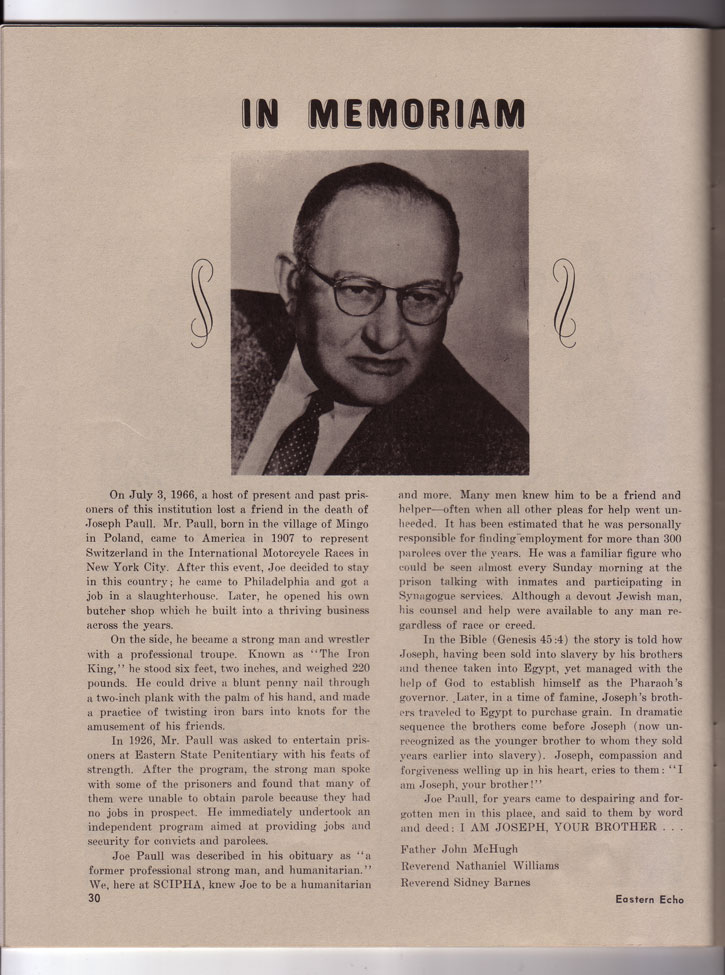 IN MEMORIAM
On July 3, 1966, a host of present and past pris-
oners of this institution lost a friend in the death of
Joseph Paull. Mr. Paull, born in the village of Mingo
in Poland, came to America in 1907 to represent
Switzerland in the International Motorcycle Races in
New York City. After this event, Joe decided to stay
in this country; he came to Philadelphia and got a
job in a slaughterhouse. Later, he opened his own
butcher shop which he built into a thriving business
across the years.
On the side, he became a strong man and wrestler
with a professional troupe. Known as "The Iron
King," he stood six feet, two inches, and weighed 220
pounds. He could drive a blunt penny nail through
a two-inch plank with the palm of his hand, and made
a practice of twisting iron bars into knots for the
amusement of his friends.
In 1926, Mr. Paull was asked to entertain pris-
oners at Eastern State Penitentiary with his feats of
strength. After the program, the strong man spoke
with some of the prisoners and found that many of
them were unable to obtain parole because they had
no jobs in prospect. He immediately undertook an
independent program aimed at providing jobs and
security for convicts and parolees.
Joe Paull was described in his obituary as "a
former professional strong man, and humanitarian."
We, here at SCIPHA, knew Joe to be a humanitarian
and more. Many men knew him to be a friend and
helper—often when all other pleas for help went un-
heeded. It has been estimated that he was personally
responsible for finding employment for more than 300
parolees over the years. He was a familiar figure who
could be seen almost every Sunday morning at the
prison talking with inmates and participating in
Synagogue services. Although a devout Jewish man,
his counsel and help were available to any man re-
gardless of race or creed.
In the Bible (Genesis 45:4) the story is told how
Joseph, having been sold into slavery by his brothers
and thence taken into Egypt, yet managed with the
help of God to establish himself as the Pharaoh's
governor. Later, in a time of famine, Joseph's broth-
ers traveled to Egypt to purchase grain. In dramatic
sequence the brothers come before Joseph (now un-
recognized as the younger brother to whom they sold
years earlier into slavery). Joseph, compassion and
forgiveness welling up in his heart, cries to them: "I
am Joseph, your brother!"
Joe Paull, for years came to despairing and for-
gotten men in this place, and said to them by word
and deed: I AM JOSEPH, YOUR BROTHER . . .
Father John McHugh
Reverend Nathaniel Williams
Reverend Sidney Barnes
30
Eastern Echo